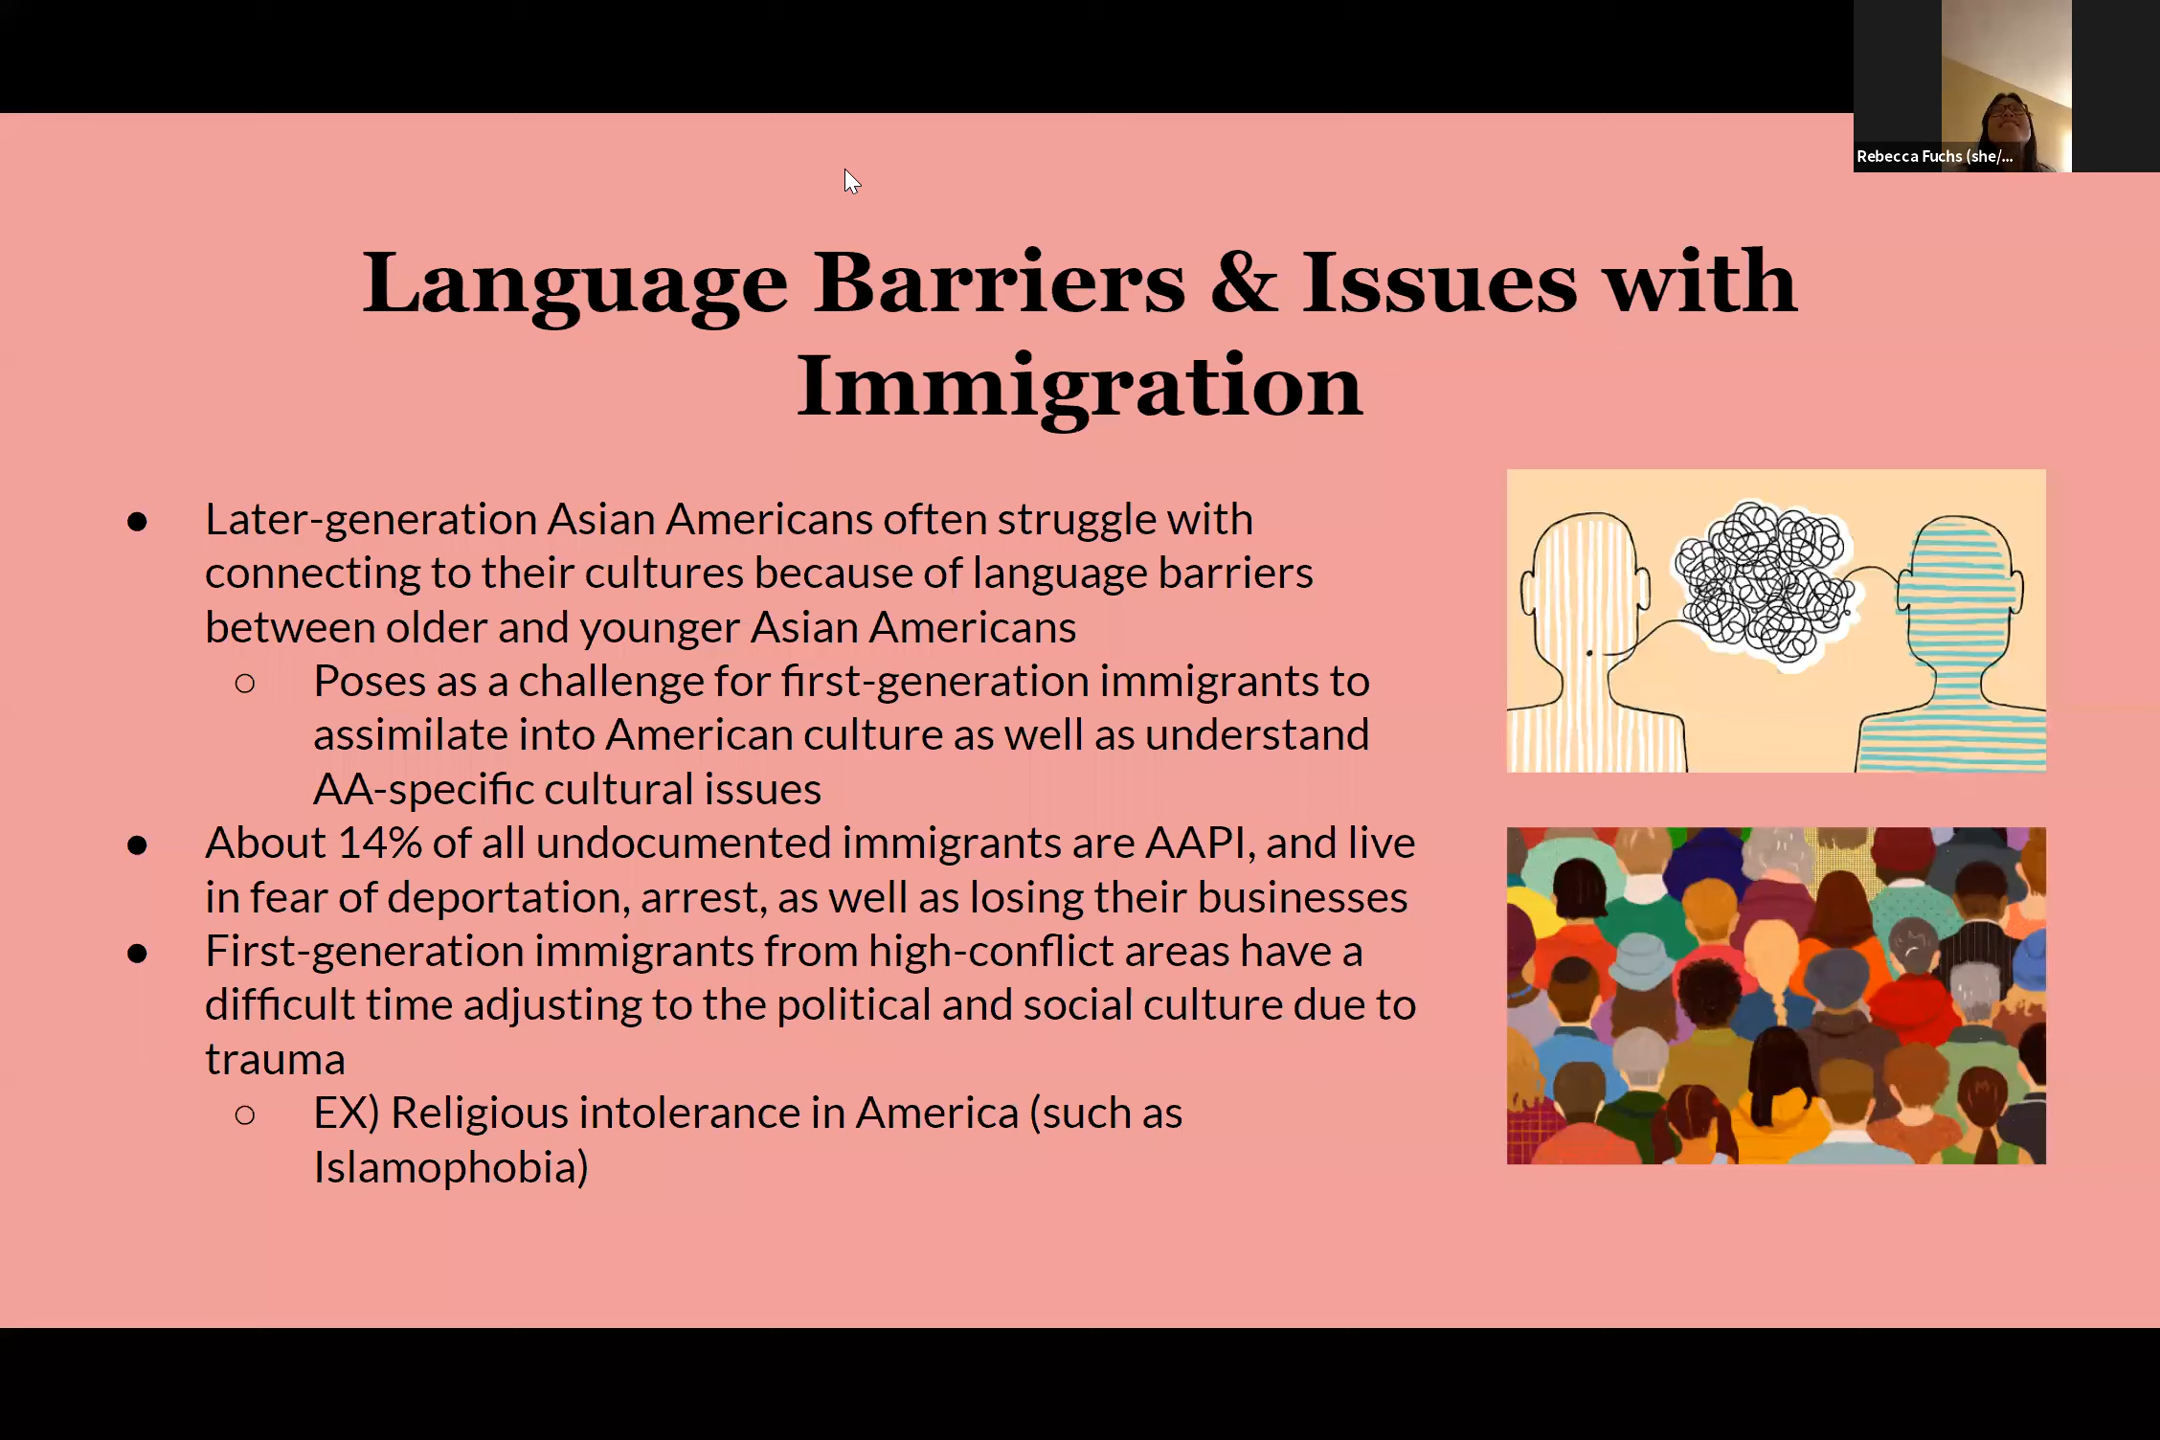 Rebecca Fuchs (she/...
Language Barriers & Issues with
Immigration
● Later-generation Asian Americans often struggle with
connecting to their cultures because of language barriers
between older and younger Asian Americans
○ Poses as a challenge for first-generation immigrants to
assimilate into American culture as well as understand
AA-specific cultural issues
● About 14% of all undocumented immigrants are AAPI, and live
in fear of deportation, arrest, as well as losing their businesses
● First-generation immigrants from high-conflict areas have a
difficult time adjusting to the political and social culture due to
trauma
○ EX) Religious intolerance in America (such as
Islamophobia)